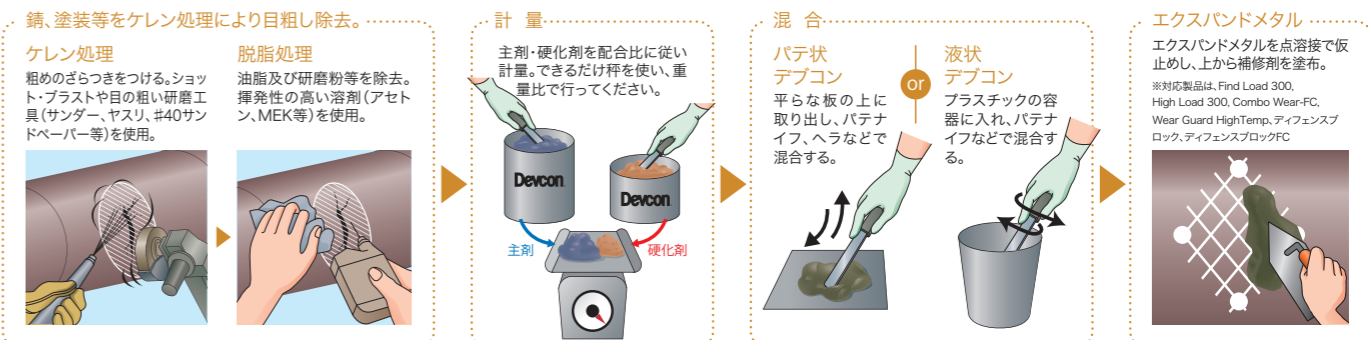 錆、塗装等をケレン処理により目粗し除去。
ケレン処理
粗めのざらつきをつける。ショッ
ト・ブラストや目の粗い研磨工
具(サンダー、ヤスリ、♯40サン
ドペーパー等)を使用。
脱脂処理
油脂及び研磨粉等を除去。
揮発性の高い溶剤(アセト
ン、MEK等)を使用。
計 量
主剤・硬化剤を配合比に従い
計量。できるだけ秤を使い、重
量比で行ってください。
Devcon
Devcon
主剤
硬化剤
混 合
パテ状
デブコン
平らな板の上に
取り出し、パテナ
イフ、ヘラなどで
混合する。
or
液状
デブコン
プラスチックの容
器に入れ、パテナ
イフなどで混合す
る。
エクスパンドメタル
エクスパンドメタルを点溶接で仮
止めし、上から補修剤を塗布。
※対応製品は、Find Load 300,
High Load 300, Combo Wear-FC,
Wear Guard HighTemp、ディフェンスブ
ロック、ディフェンスブロックFC